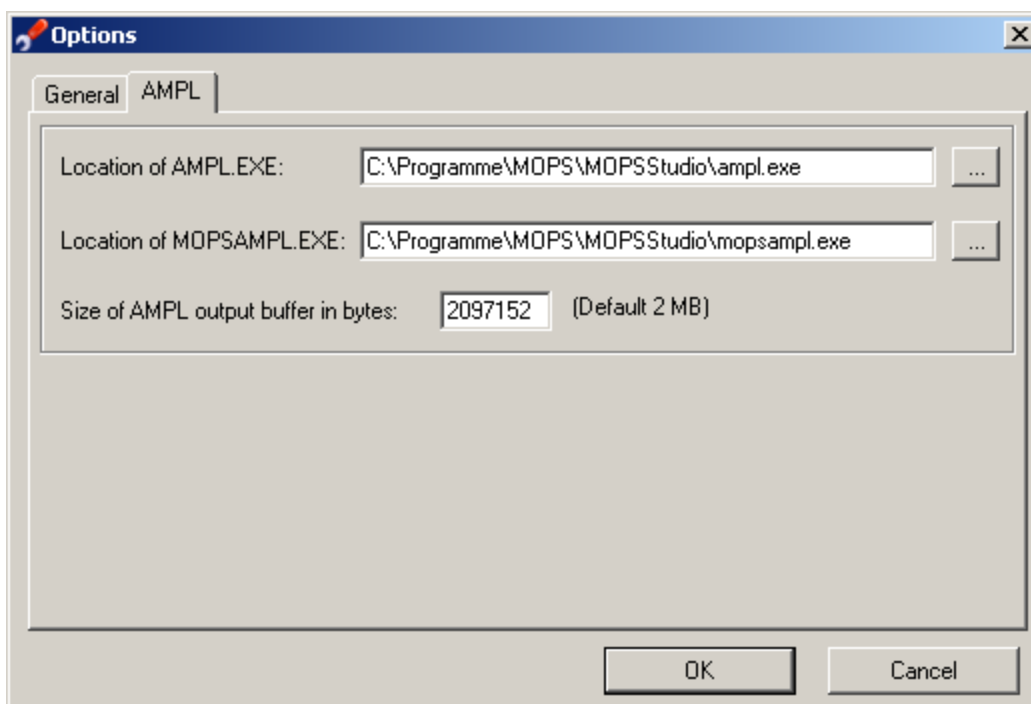 Options
General AMPL
Location of AMPL.EXE: C:\Programme\MOPS\MOPSStudio\ampl.exe ...
Location of MOPSAMPL.EXE: C:\Programme\MOPS\MOPSStudio\mopsampl.exe ...
Size of AMPL output buffer in bytes: 2097152 (Default 2 MB)
OK Cancel